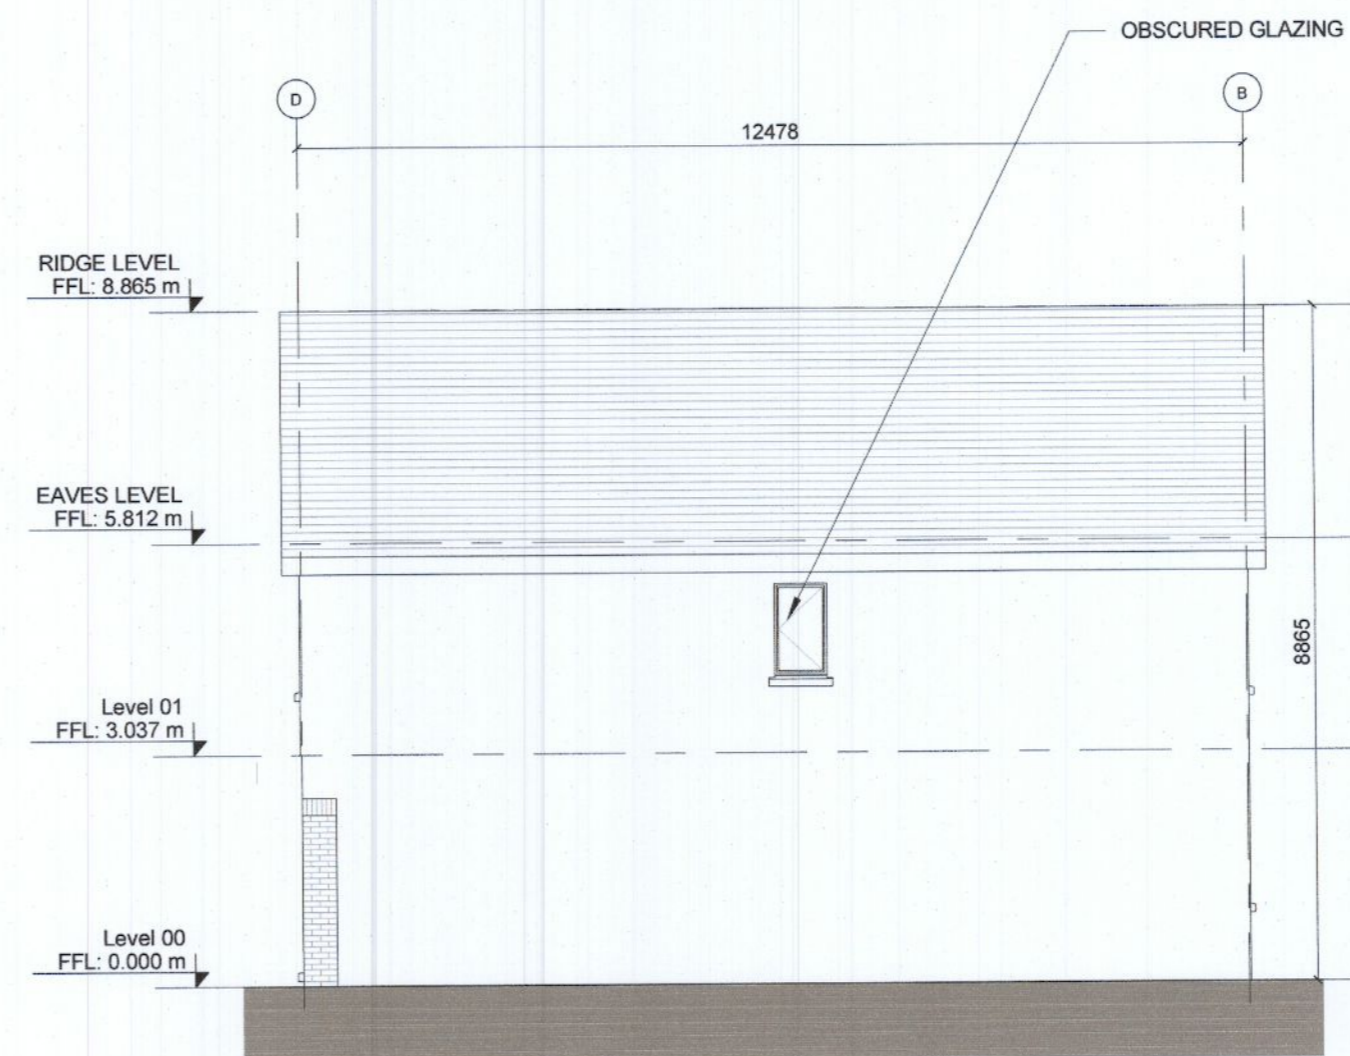 OBSCURED GLAZING
D
B
12478
RIDGE LEVEL
FFL: 8.865 m
EAVES LEVEL
FFL: 5.812 m
8865
Level 01
FFL: 3.037 m
Level 00
FFL: 0.000 m